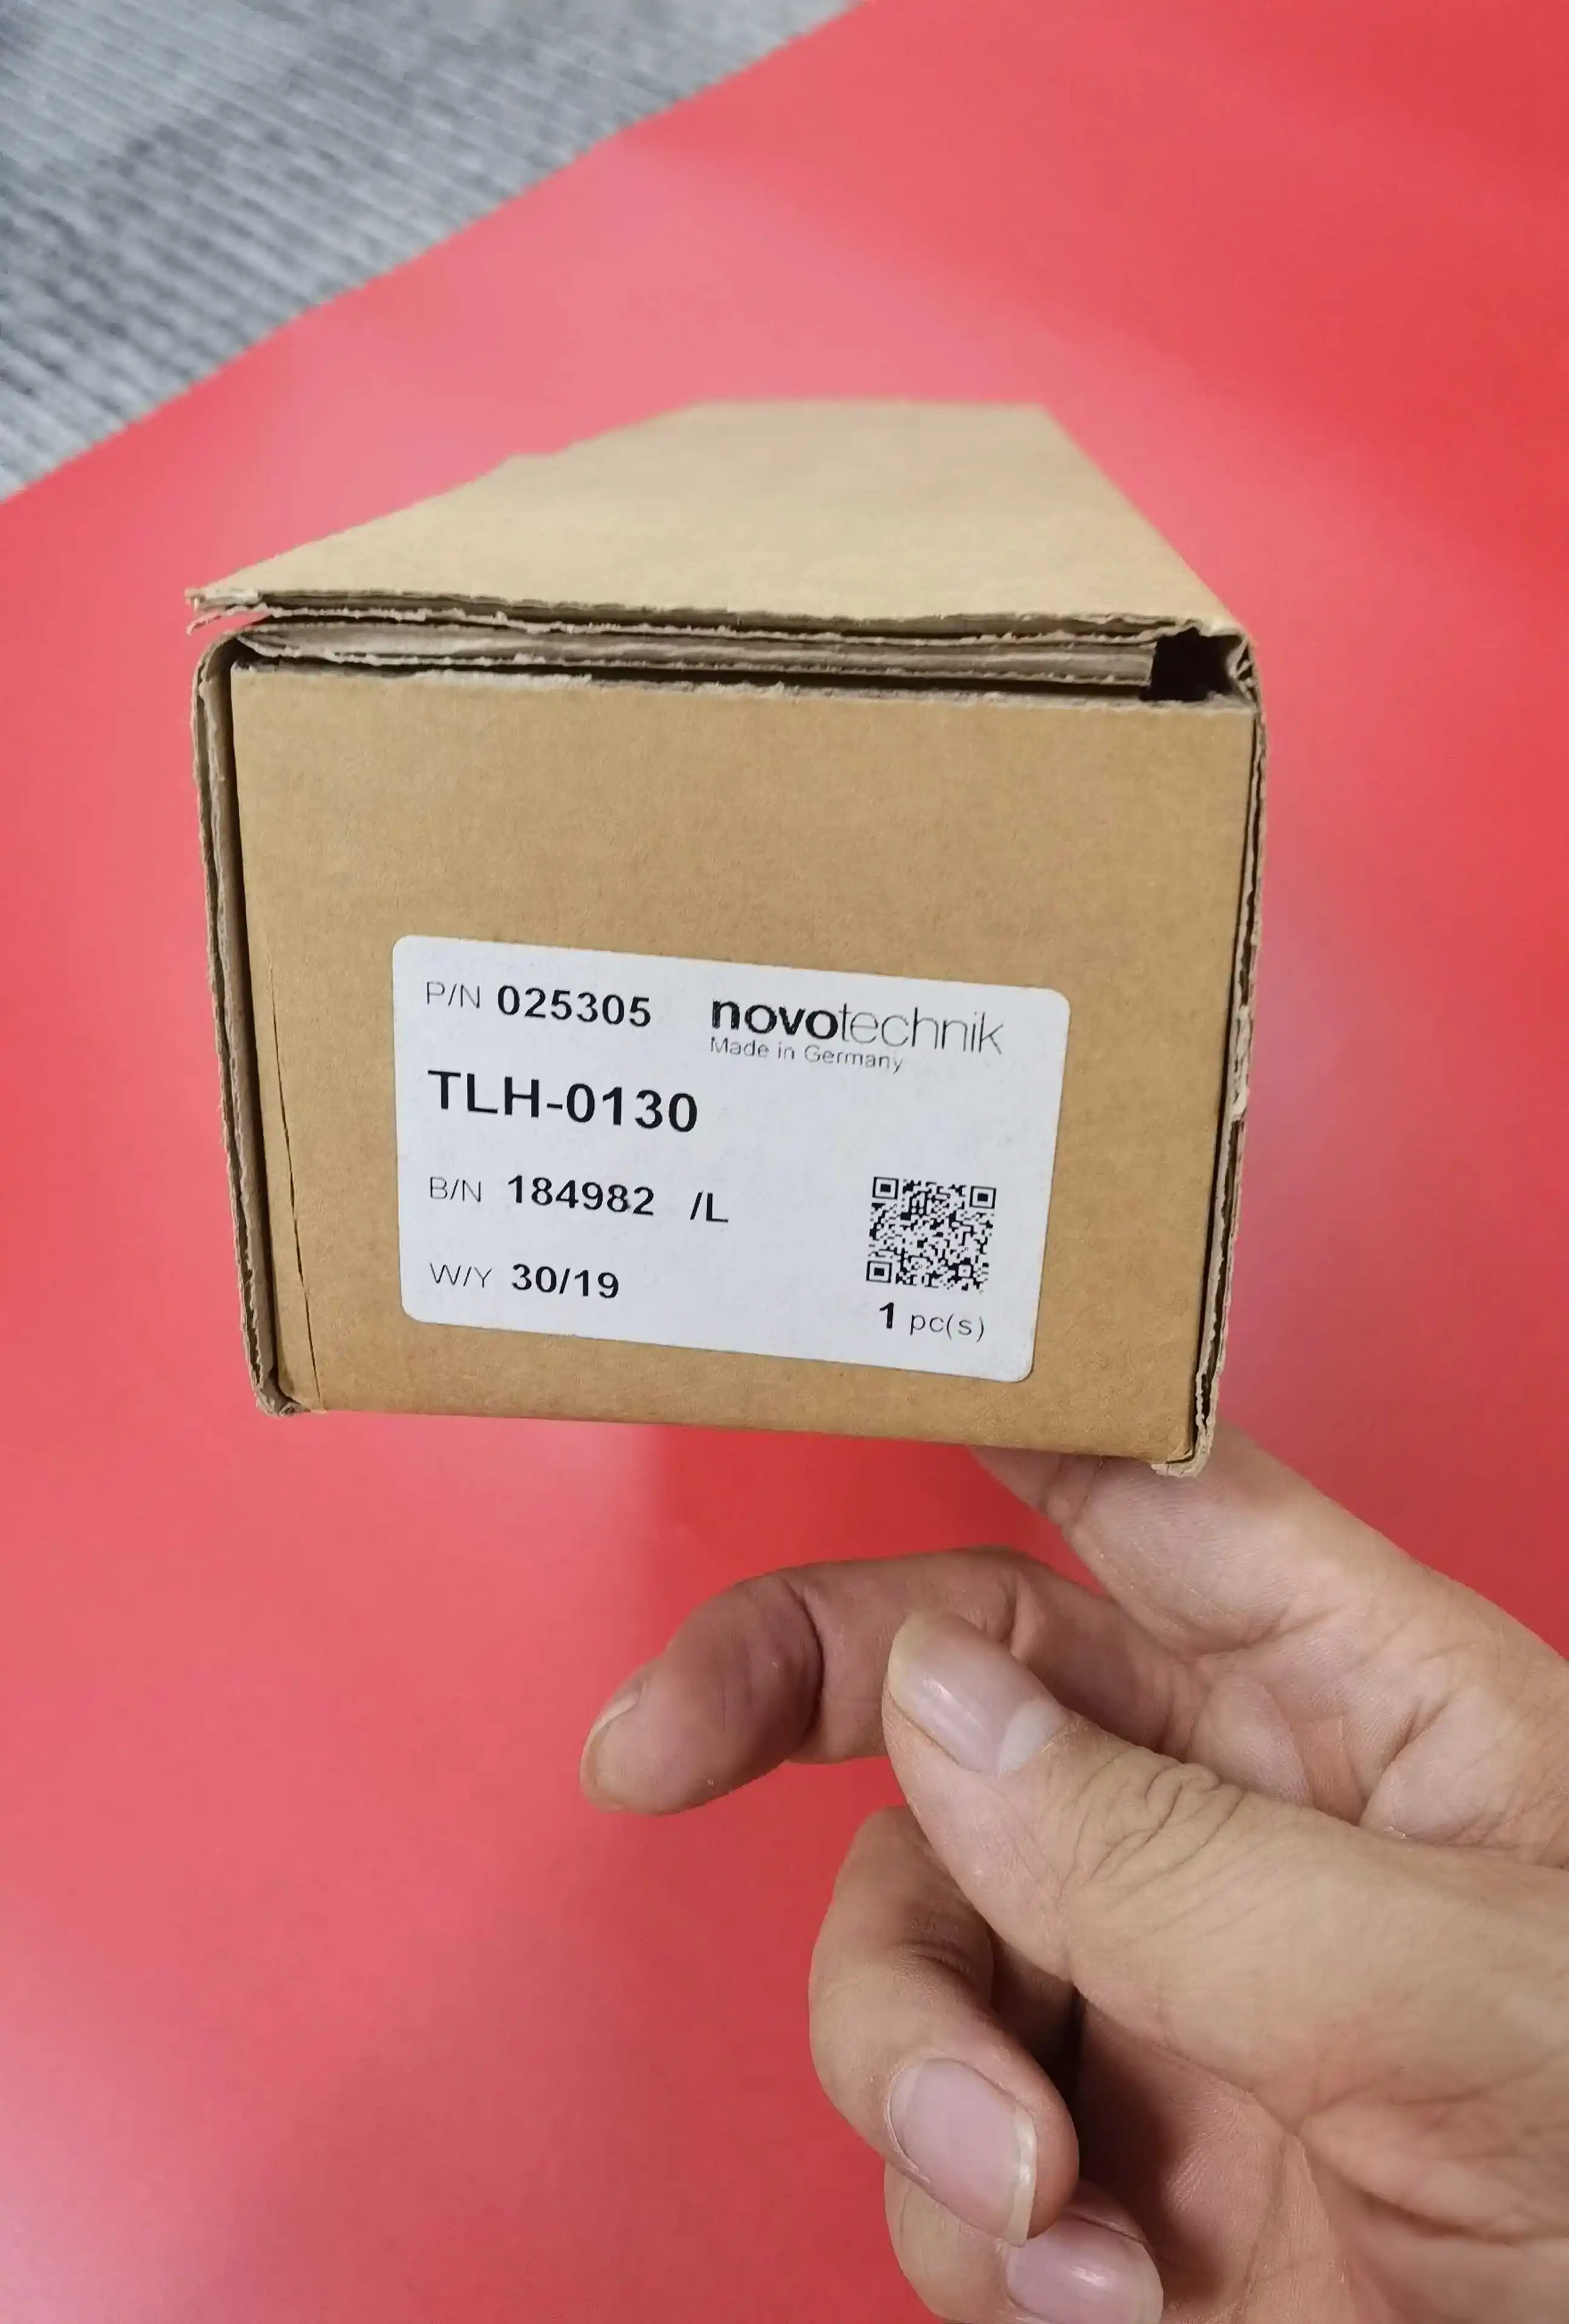 P/N 025305 novotechnik
Made in Germany
TLH-0130
B/N 184982 /L
W/Y 30/19
1 pc(s)